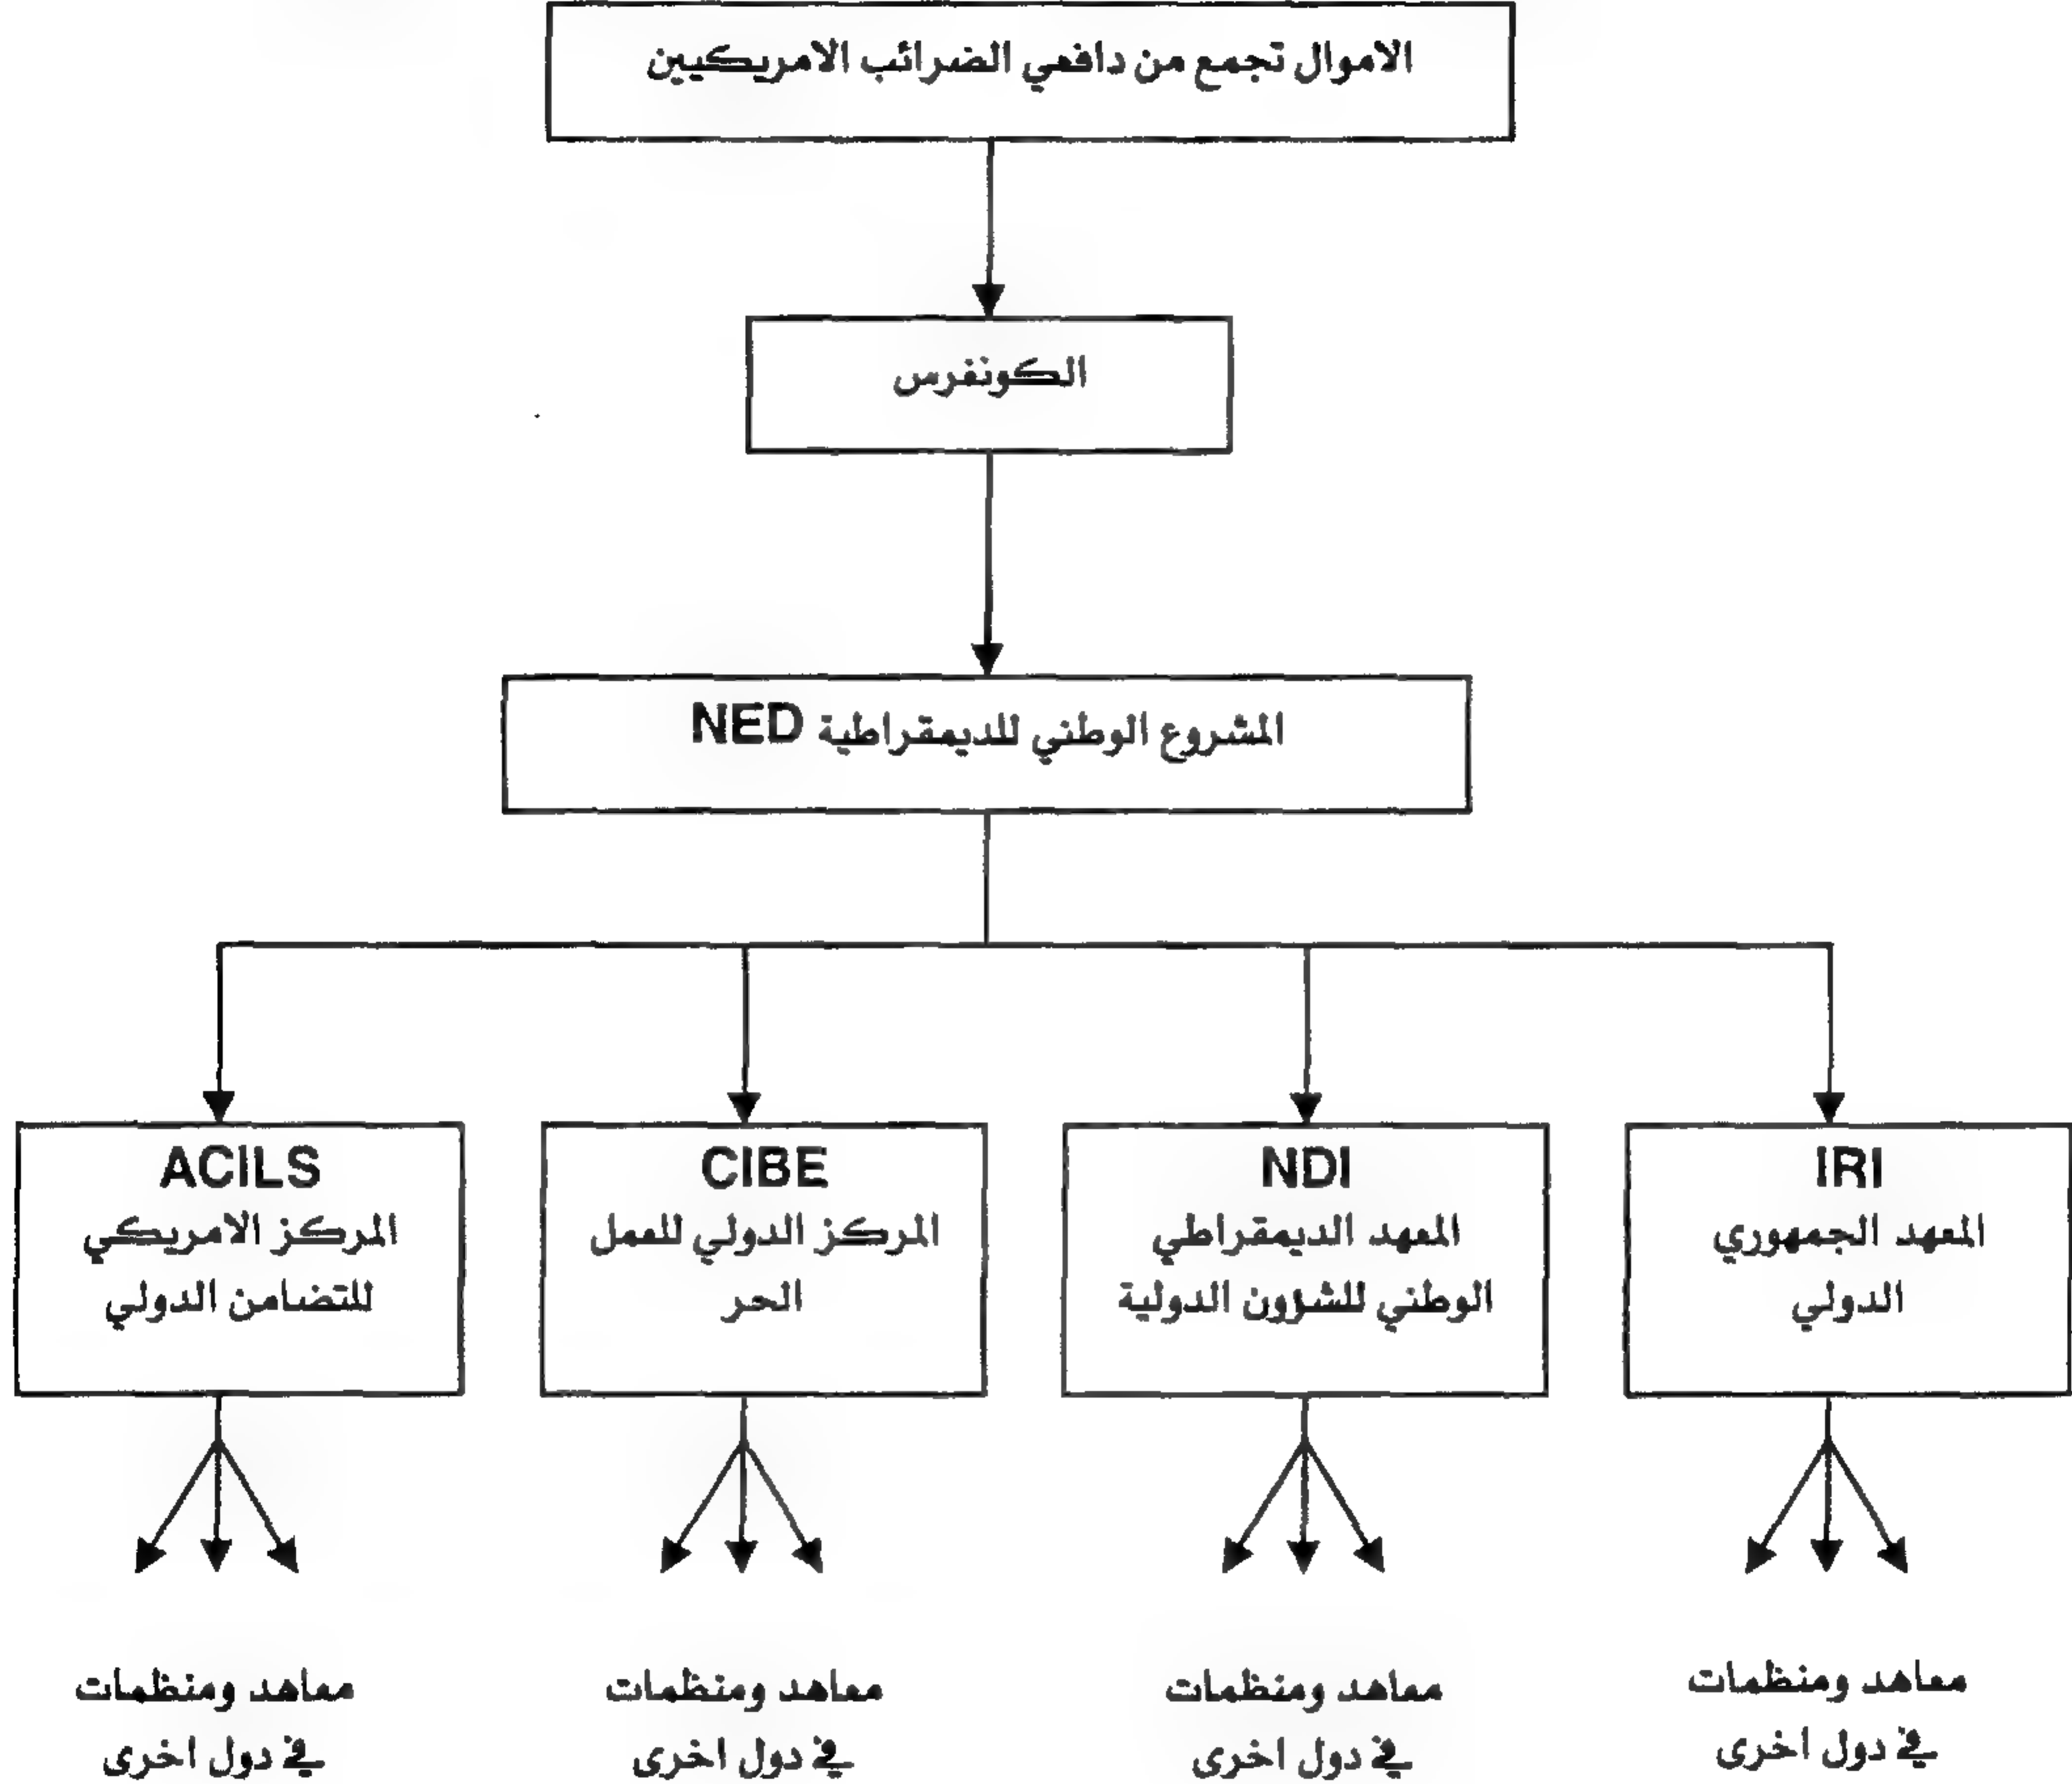 الاموال تجمع من دافعي الضرائب الامريكيين
الكونغرس
المشروع الوطني للديمقراطية NED
IRI
المعهد الجمهوري
الدولي
NDI
المعهد الديمقراطي
الوطني للشؤون الدولية
CIBE
المركز الدولي للعمل
الحر
ACILS
المركز الامريكي
للتضامن الدولي
معاهد ومنظمات
في دول اخرى
معاهد ومنظمات
في دول اخرى
معاهد ومنظمات
في دول اخرى
معاهد ومنظمات
في دول اخرى